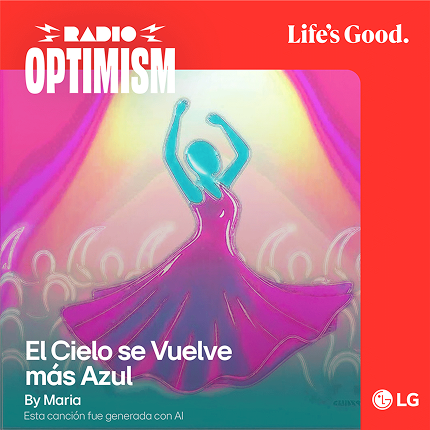 RADIO
OPTIMISM
Life's Good.
El Cielo se Vuelve
más Azul
By Maria
Esta canción fue generada con AI
LG